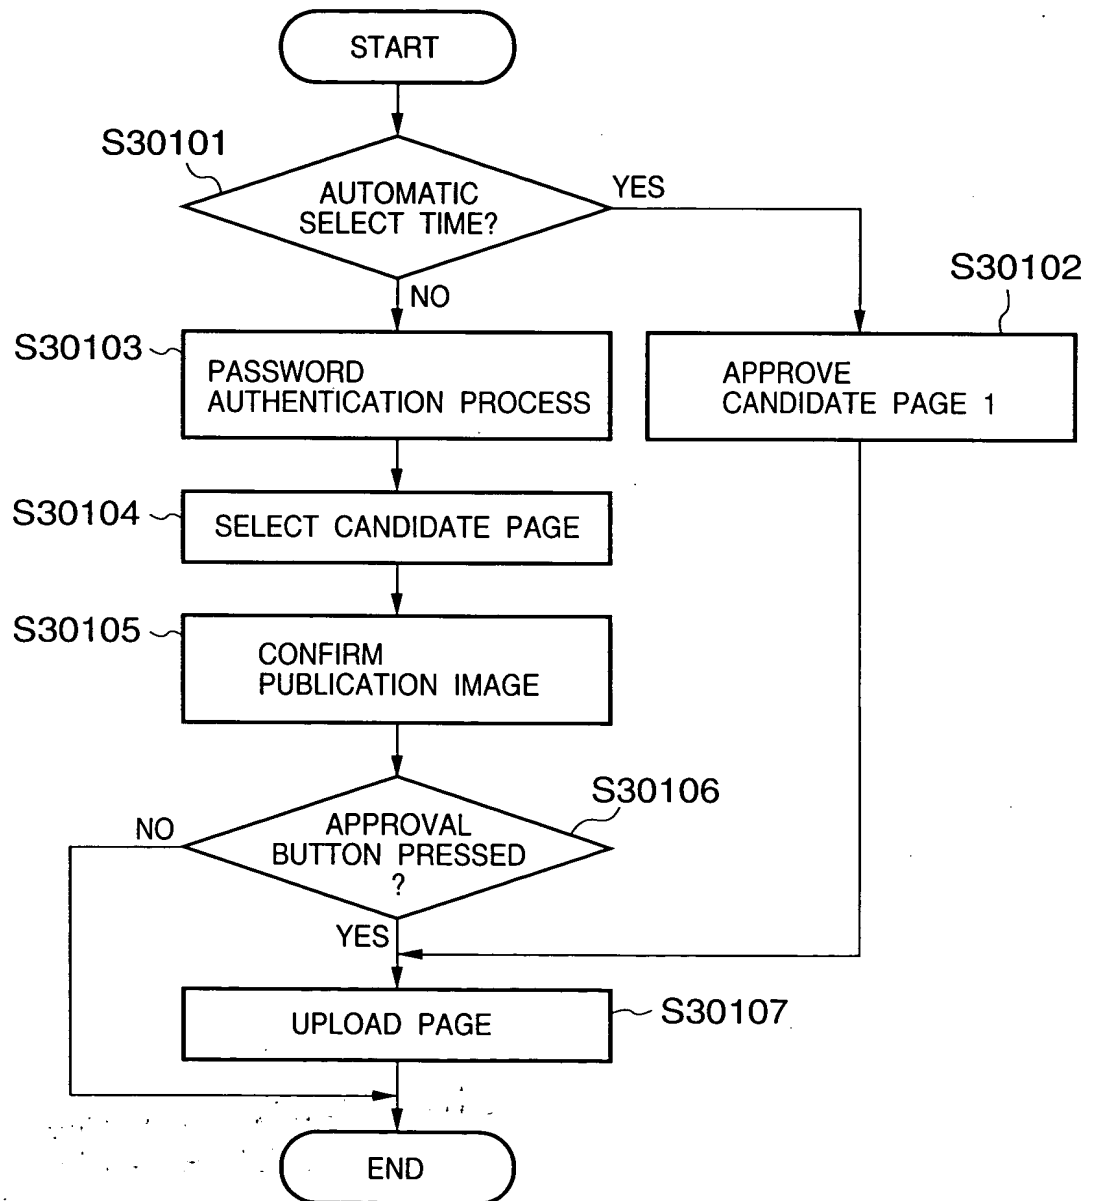 START
S30101
AUTOMATIC
SELECT TIME?
YES
S30102
NO
S30103
PASSWORD
AUTHENTICATION PROCESS
APPROVE
CANDIDATE PAGE 1
S30104
SELECT CANDIDATE PAGE
S30105
CONFIRM
PUBLICATION IMAGE
S30106
NO
APPROVAL
BUTTON PRESSED
?
YES
UPLOAD PAGE
S30107
END